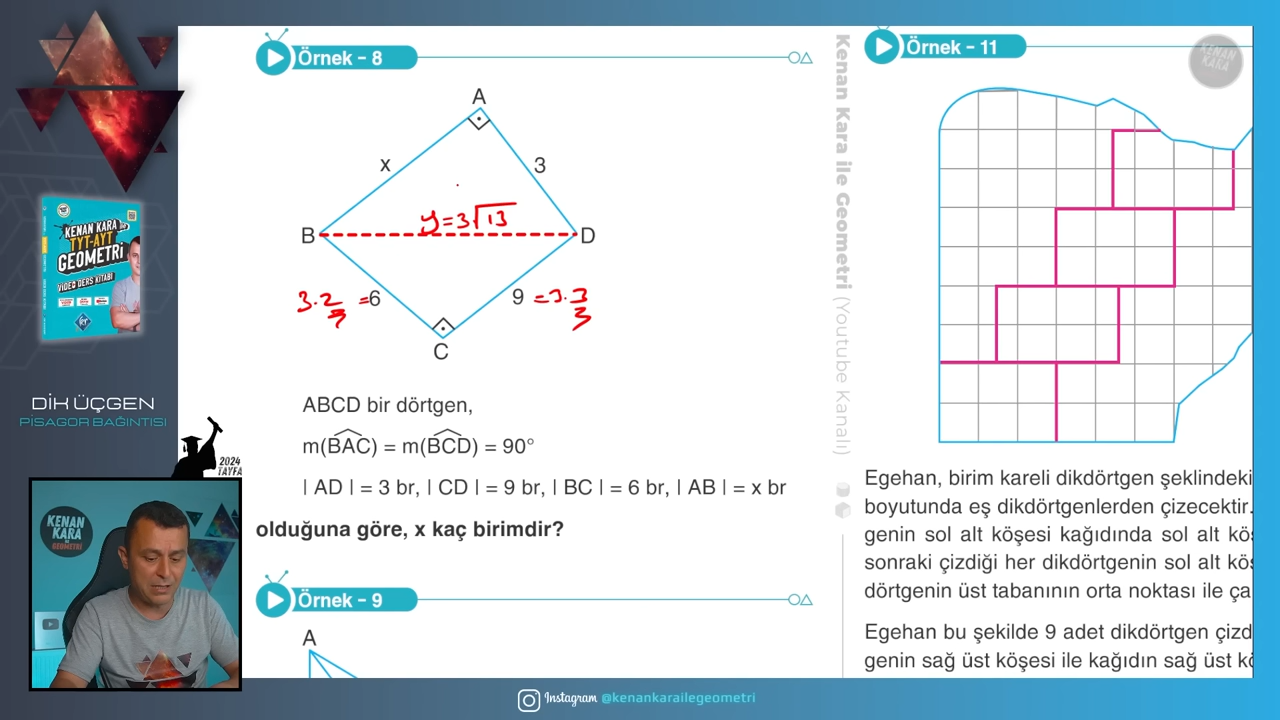 Örnek - 8
A
x
3
y=3√13
B
D
3.2 =6
9 =3.3
C
ABCD bir dörtgen,
m(BAC) = m(BCD) = 90°
| AD | = 3 br, | CD | = 9 br, | BC | = 6 br, | AB | = x br
olduğuna göre, x kaç birimdir?
Örnek - 9
A
Kenan Kara ile Geometri (Youtube Kanalı)
Örnek - 11
KENAN
KARA
Egehan, birim kareli dikdörtgen şeklindeki
boyutunda eş dikdörtgenlerden çizecektir.
genin sol alt köşesi kağıdında sol alt köş
sonraki çizdiği her dikdörtgenin sol alt köş
dörtgenin üst tabanının orta noktası ile ça
Egehan bu şekilde 9 adet dikdörtgen çizd
genin sağ üst köşesi ile kağıdın sağ üst kö
KENAN KARA
TYT-AYT
GEOMETRİ
VİDEO DERS KİTABI
DİK ÜÇGEN
PİSAGOR BAĞINTISI
2024
TAYFA
KENAN
KARA
GEOMETRİ
Instagram @kenankarailegeometri